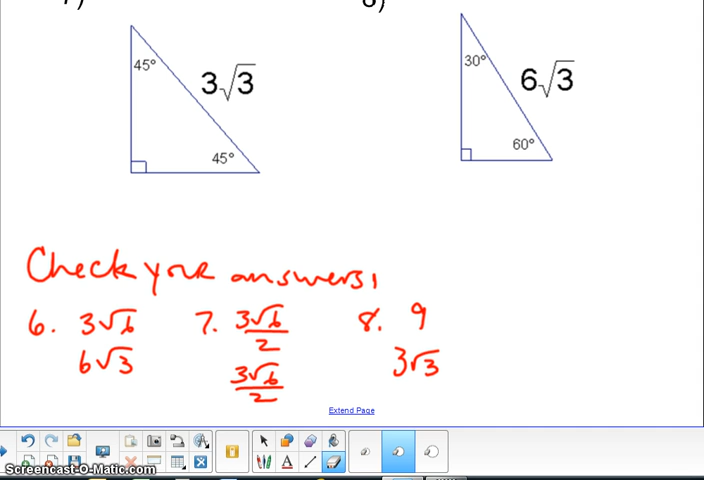 7) 8)
45° 3√3 45°
30° 6√3 60°
Check your answers:
6. 3√6 7. 3√6/2 8. 9
6√3 3√6/2 3√3
Extend Page
A
Screencast-O-Matic.com